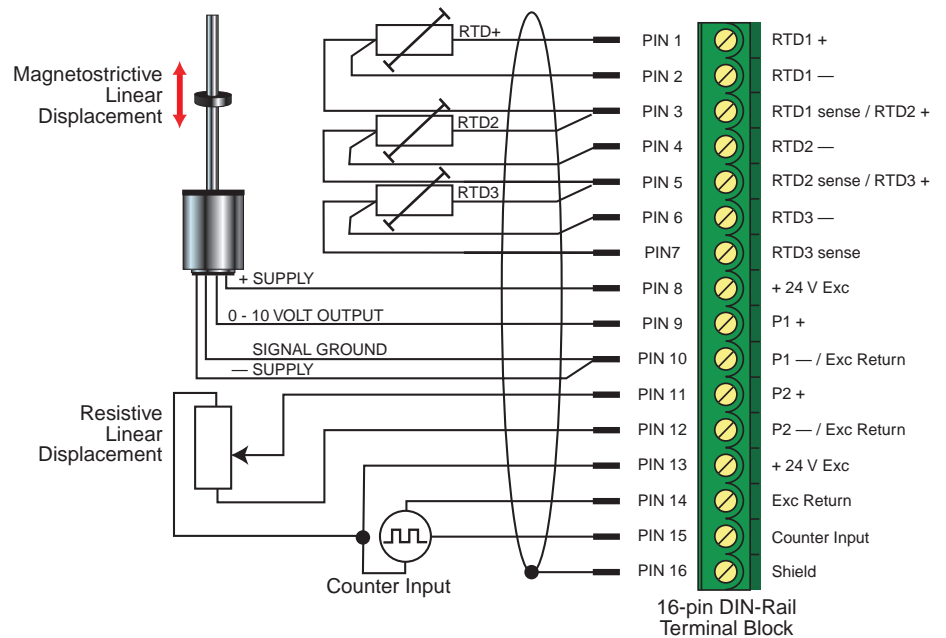 RTD+
PIN 1
RTD1 +
PIN 2
RTD1 —
Magnetostrictive
Linear
Displacement
PIN 3
RTD1 sense / RTD2 +
RTD2
PIN 4
RTD2 —
PIN 5
RTD2 sense / RTD3 +
RTD3
PIN 6
RTD3 —
PIN7
RTD3 sense
+ SUPPLY
PIN 8
+ 24 V Exc
0 - 10 VOLT OUTPUT
PIN 9
P1 +
SIGNAL GROUND
PIN 10
P1 — / Exc Return
— SUPPLY
PIN 11
P2 +
Resistive
Linear
Displacement
PIN 12
P2 — / Exc Return
PIN 13
+ 24 V Exc
PIN 14
Exc Return
PIN 15
Counter Input
Counter Input
PIN 16
Shield
16-pin DIN-Rail
Terminal Block